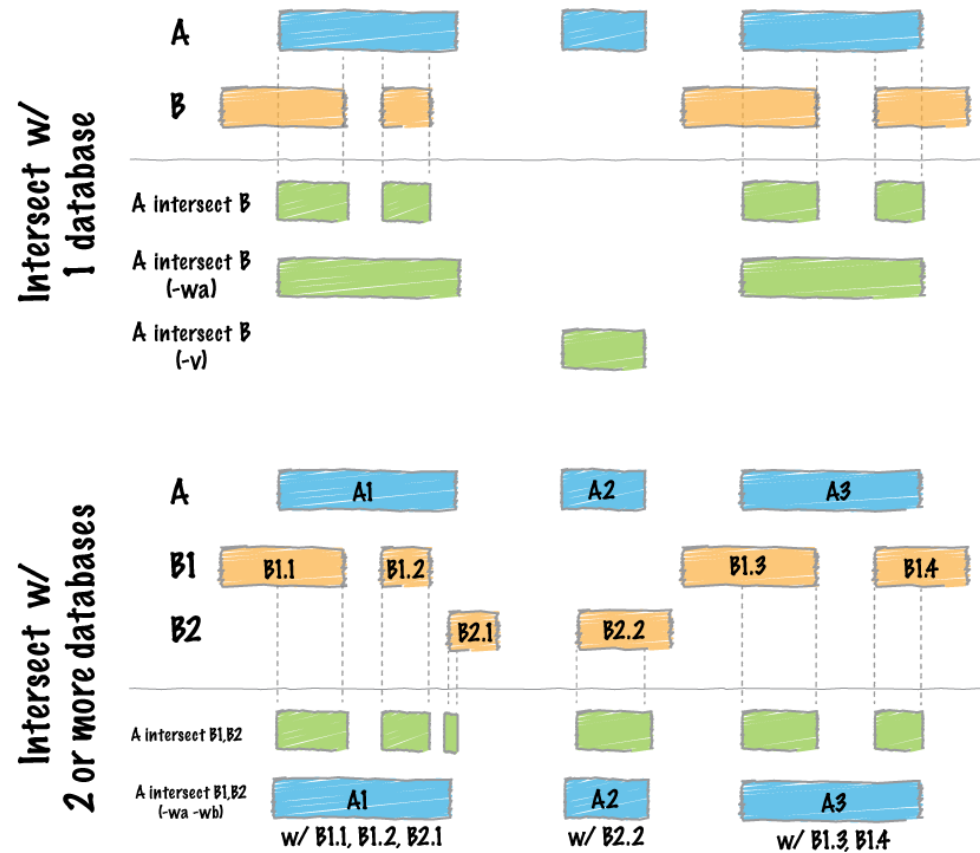 Intersect w/
1 database
A
B
A intersect B
A intersect B
(-wa)
A intersect B
(-v)
Intersect w/
2 or more databases
A
A1
A2
A3
B1
B1.1
B1.2
B1.3
B1.4
B2
B2.1
B2.2
A intersect B1,B2
A intersect B1,B2
(-wa -wb)
A1
A2
A3
w/ B1.1, B1.2, B2.1
w/ B2.2
w/ B1.3, B1.4